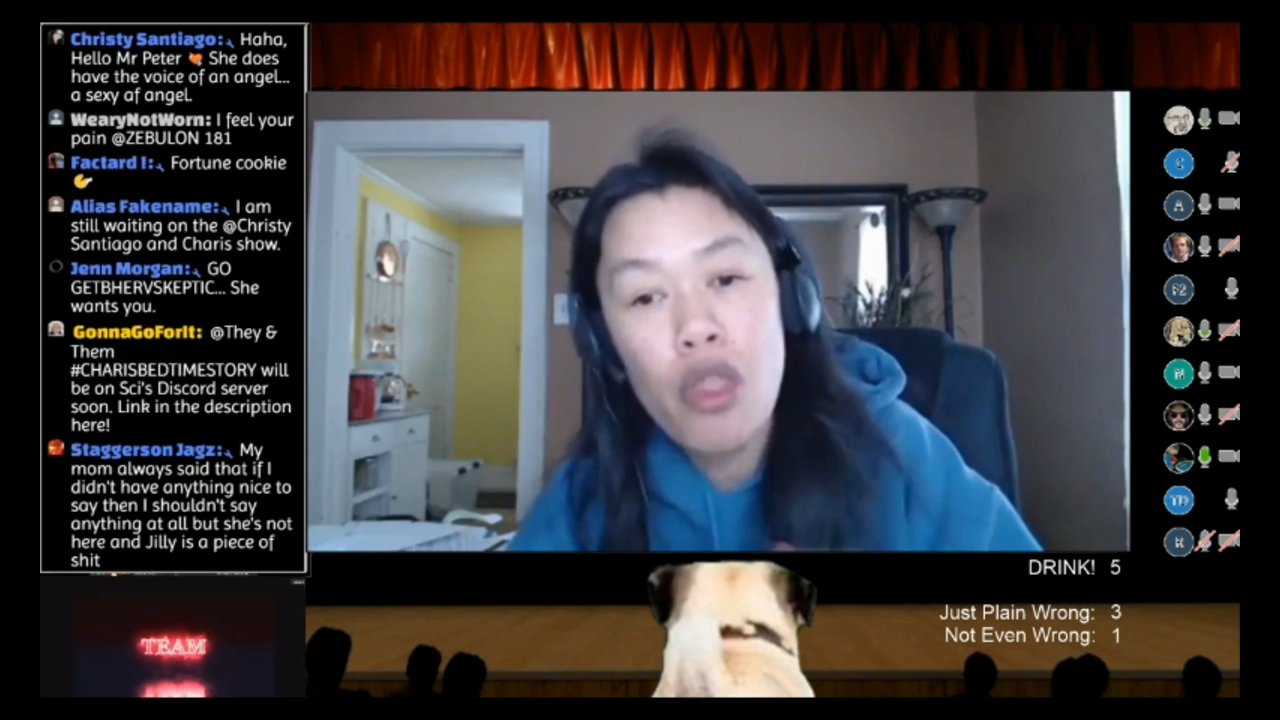 Christy Santiago: Haha,
Hello Mr Peter 💘 She does
have the voice of an angel...
a sexy af angel.
WearyNotWorn: I feel your
pain @ZEBULON 181
Factard !: Fortune cookie
🥠
Alias Fakename: I am
still waiting on the @Christy
Santiago and Charis show.
Jenn Morgan: GO
GETBHERVSKEPTIC... She
wants you.
GonnaGoForIt: @They &
Them
#CHARISBEDTIMESTORY will
be on Sci's Discord server
soon. Link in the description
here!
Staggerson Jagz: My
mom always said that if I
didn't have anything nice to
say then I shouldn't say
anything at all but she's not
here and Jilly is a piece of
shit
TEAM
S
A
F2
M
R
DRINK! 5
Just Plain Wrong: 3
Not Even Wrong: 1